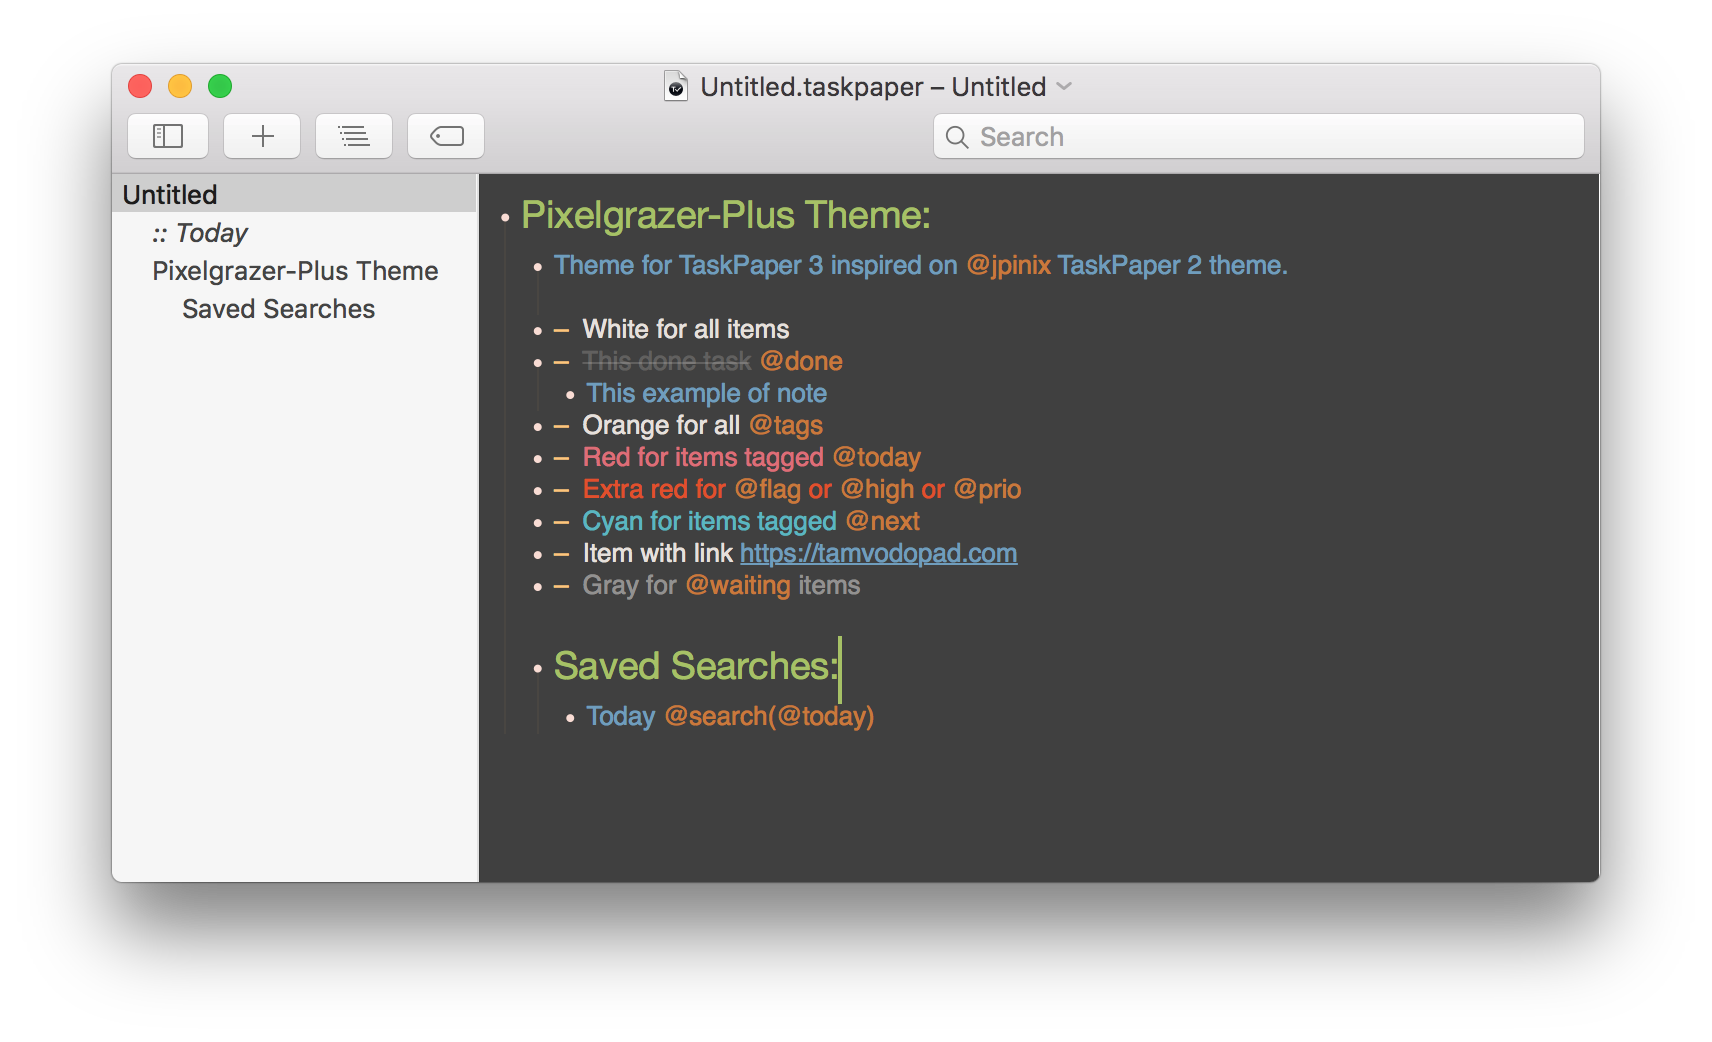 Untitled.taskpaper – Untitled
Search
Untitled
:: Today
Pixelgrazer-Plus Theme
Saved Searches
Pixelgrazer-Plus Theme:
Theme for TaskPaper 3 inspired on @jpinix TaskPaper 2 theme.
– White for all items
– This done task @done
This example of note
– Orange for all @tags
– Red for items tagged @today
– Extra red for @flag or @high or @prio
– Cyan for items tagged @next
– Item with link https://tamvodopad.com
– Gray for @waiting items
Saved Searches:
Today @search(@today)